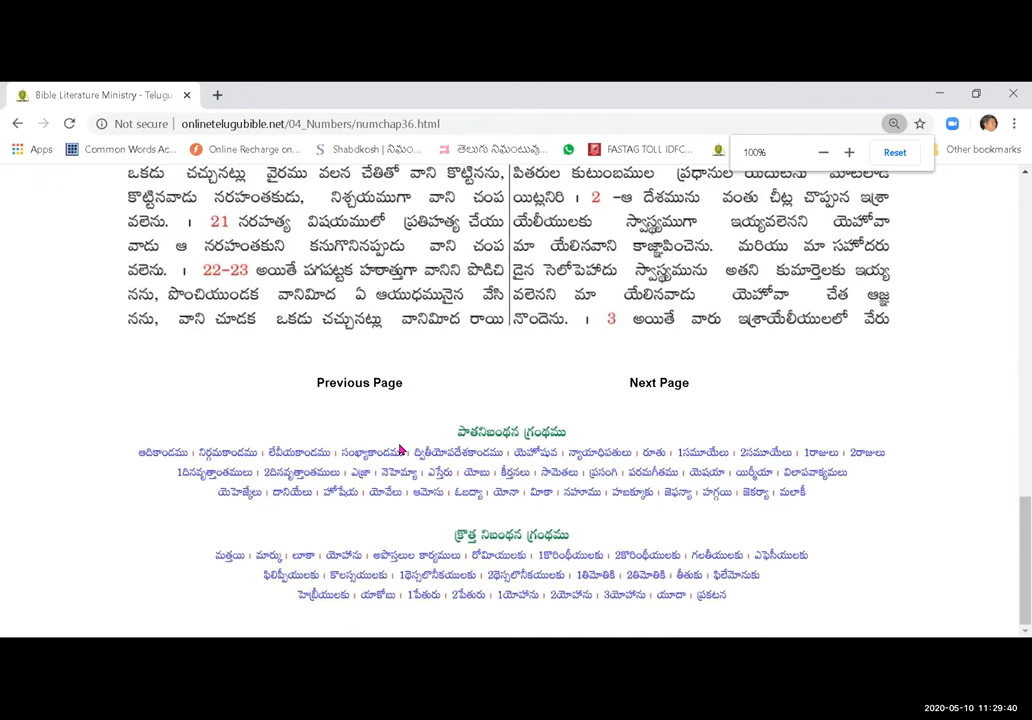 Bible Literature Ministry - Telugu
Not secure onlinetelugubible.net/04_Numbers/numchap36.html
Apps Common Words Ac... Online Recharge on... Shabdkosh | నిఘం... తెలుగు నిఘంటువు... FASTAG TOLL IDFC... Other bookmarks
100% Reset
ఒకడు చచ్చునట్లు వైరము వలన చేతితో వాని కొట్టినను,
కొట్టినవాడు నరహంతకుడు, నిశ్చయముగా వాని చంప
వలెను. । 21 నరహత్య విషయములో ప్రతిహత్య చేయు
వాడు ఆ నరహంతకుని కనుగొనినప్పుడు వాని చంప
వలెను. । 22-23 అయితే పగపట్టక హఠాత్తుగా వానిని పొడిచి
నను, పొంచియుండక వానిమీద ఏ ఆయుధమునైన వేసి
నను, వాని చూడక ఒకడు చచ్చునట్లు వానిమీద రాయి
పితరుల కుటుంబముల ప్రధానుల యెదుటను మాటలాడి
యిట్లనిరి । 2 -ఆ దేశమును వంతు చీట్ల చొప్పున ఇశ్రా
యేలీయులకు స్వాస్థ్యముగా ఇయ్యవలెనని యెహోవా
మా యేలినవాని కాజ్ఞాపించెను. మరియు మా సహోదరు
డైన సెలోపెహాదు స్వాస్థ్యమును అతని కుమార్తెలకు ఇయ్య
వలెనని మా యేలినవాడు యెహోవా చేత ఆజ్ఞ
నొందెను. । 3 అయితే వారు ఇశ్రాయేలీయులలో వేరు
Previous Page Next Page
పాతనిబంధన గ్రంథము
ఆదికాండము । నిర్గమకాండము । లేవీయకాండము । సంఖ్యాకాండము । ద్వితీయోపదేశకాండము । యెహోషువ । న్యాయాధిపతులు । రూతు । 1సమూయేలు । 2సమూయేలు । 1రాజులు । 2రాజులు
1దినవృత్తాంతములు । 2దినవృత్తాంతములు । ఎజ్రా । నెహెమ్యా । ఎస్తేరు । యోబు । కీర్తనలు । సామెతలు । ప్రసంగి । పరమగీతము । యెషయా । యిర్మీయా । విలాపవాక్యములు
యెహెజ్కేలు । దానియేలు । హోషేయ । యోవేలు । ఆమోసు । ఓబద్యా । యోనా । మీకా । నహూము । హబక్కూకు । జెఫన్యా । హగ్గయి । జెకర్యా । మలాకీ
క్రొత్త నిబంధన గ్రంథము
మత్తయి । మార్కు । లూకా । యోహాను । అపొస్తలుల కార్యములు । రోమీయులకు । 1కొరింథీయులకు । 2కొరింథీయులకు । గలతీయులకు । ఎఫెసీయులకు
ఫిలిప్పీయులకు । కొలస్సయులకు । 1థెస్సలొనీకయులకు । 2థెస్సలొనీకయులకు । 1తిమోతికి । 2తిమోతికి । తీతుకు । ఫిలేమోనుకు
హెబ్రీయులకు । యాకోబు । 1పేతురు । 2పేతురు । 1యోహాను । 2యోహాను । 3యోహాను । యూదా । ప్రకటన
2020-05-10 11:29:40